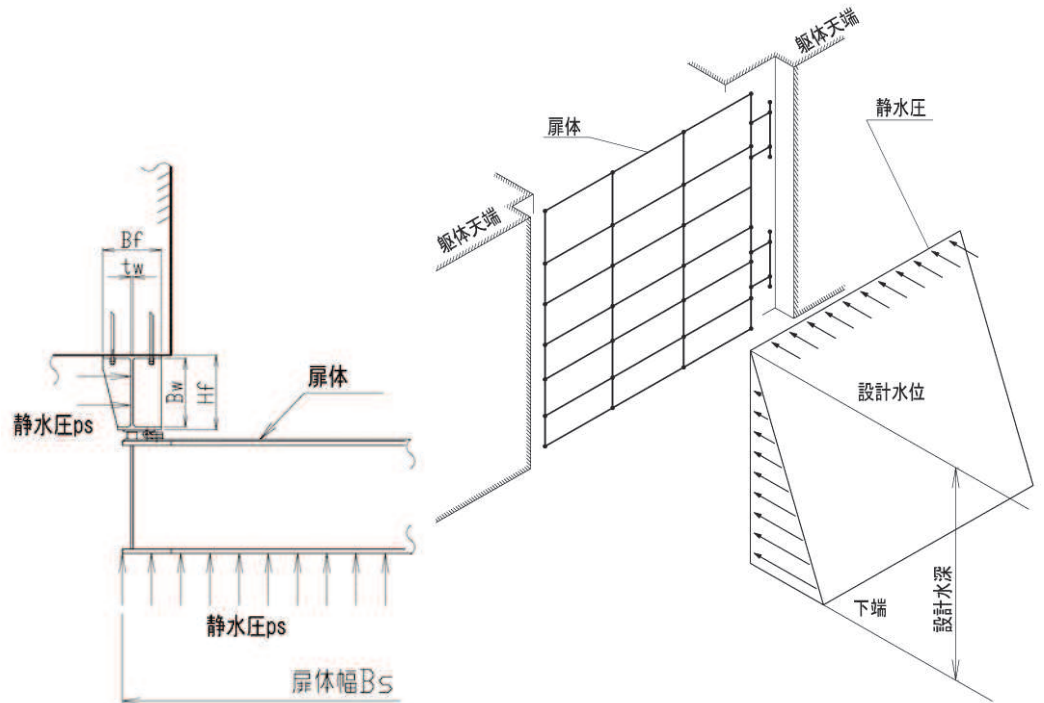 Bf
tw
Bw
Hf
静水圧ps
扉体
静水圧ps
扉体幅Bs
躯体天端
扉体
躯体天端
静水圧
設計水位
設計水深
下端